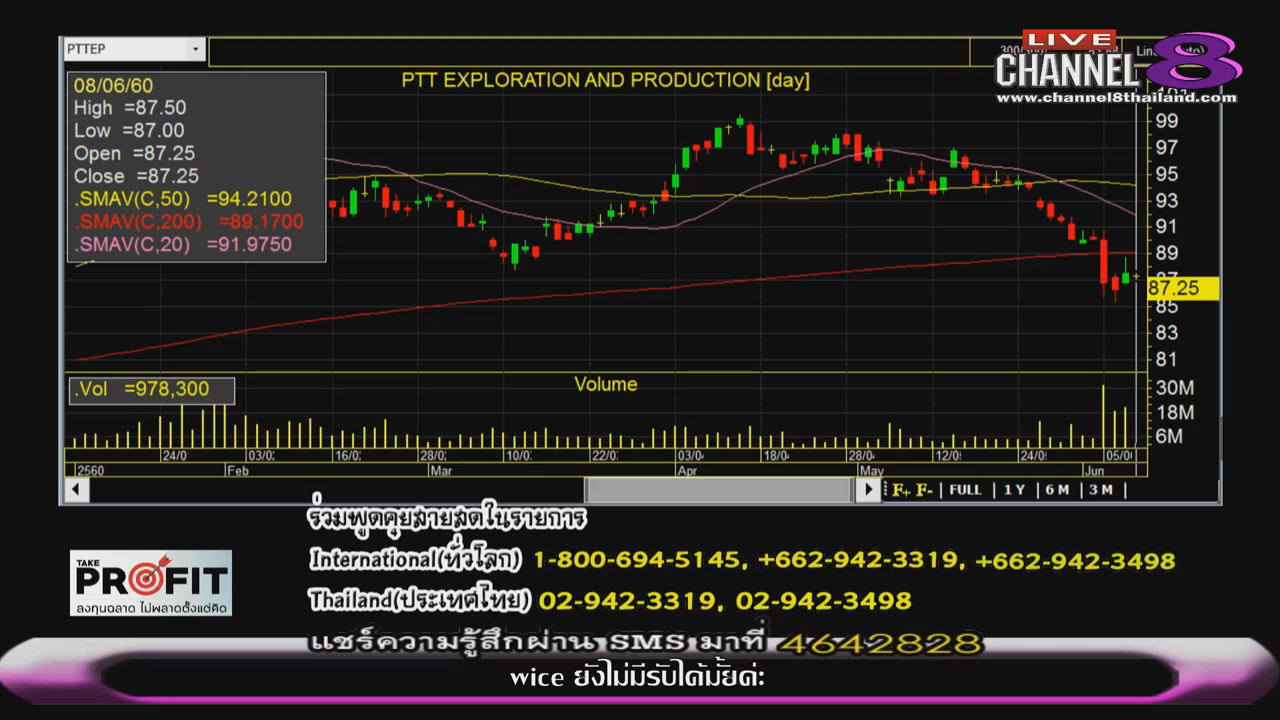 PTTEP
LIVE
CHANNEL 8
www.channel8thailand.com
PTT EXPLORATION AND PRODUCTION [day]
08/06/60
High =87.50
Low =87.00
Open =87.25
Close =87.25
.SMAV(C,50) =94.2100
.SMAV(C,200) =89.1700
.SMAV(C,20) =91.9750
99
97
95
93
91
89
87
87.25
85
83
81
.Vol =978,300
Volume
30M
18M
6M
24/0 03/0 16/0 28/0 10/0 22/0 03/0 18/0 28/0 12/0 24/0 05/0
2560 Feb Mar Apr May Jun
F+ F- | FULL | 1 Y | 6 M | 3 M |
ร่วมพูดคุยสายสดในรายการ
International(ทั่วโลก) 1-800-694-5145, +662-942-3319, +662-942-3498
Thailand(ประเทศไทย) 02-942-3319, 02-942-3498
TAKE
PROFIT
ลงทุนฉลาด ไม่พลาดตั้งแต่คิด
แชร์ความรู้สึกผ่าน SMS มาที่ 4642828
wice ยังไม่มีรับได้มั้ยค่ะ